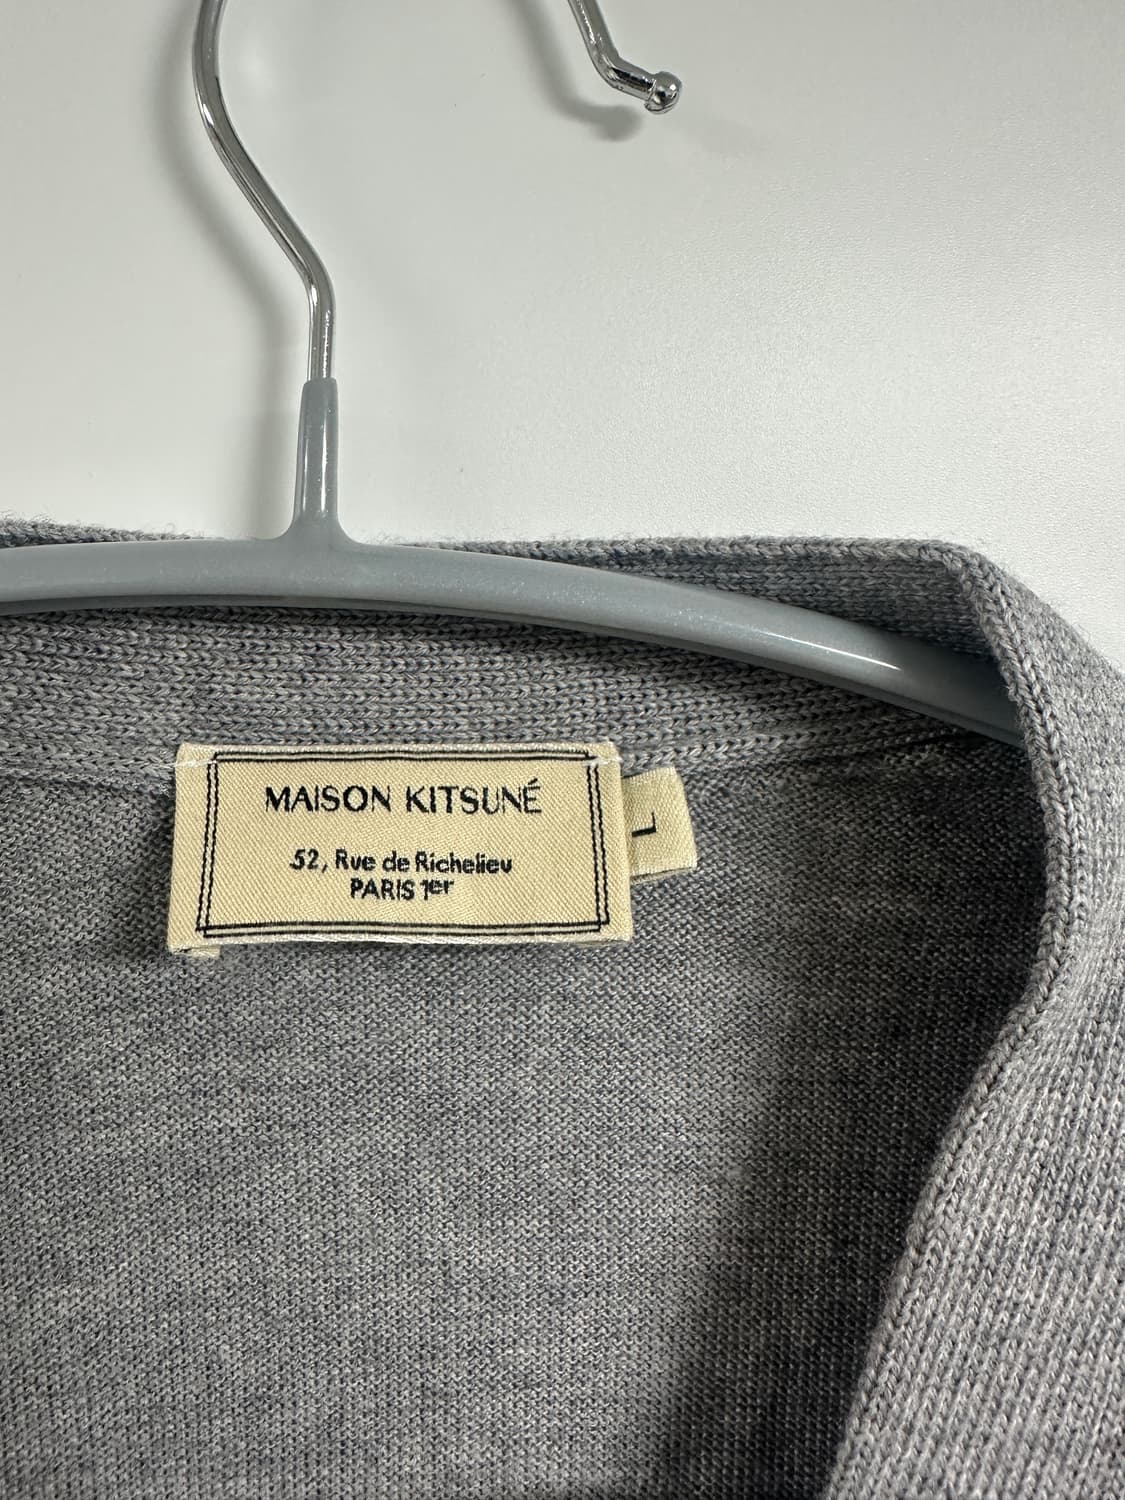 MAISON KITSUNÉ
52, Rue de Richelieu
PARIS 1er
L